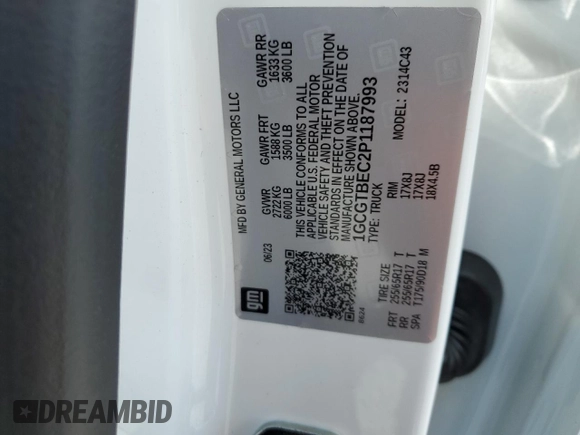 MFD BY GENERAL MOTORS LLC
06/23
GVWR GAWR FRT GAWR RR
2722 KG 1588 KG 1633 KG
6000 LB 3500 LB 3600 LB
THIS VEHICLE CONFORMS TO ALL
APPLICABLE U.S. FEDERAL MOTOR
VEHICLE SAFETY AND THEFT PREVENTION
STANDARDS IN EFFECT ON THE DATE OF
MANUFACTURE SHOWN ABOVE.
1GCGTBEC2P1187993
TYPE: TRUCK MODEL: 2314C43
TIRE SIZE RIM
FRT 255/65R17 T 17X8J
RR 255/65R17 T 17X8J
SPA T175/90D18 M 18X4.5B
gm
DREAMBID